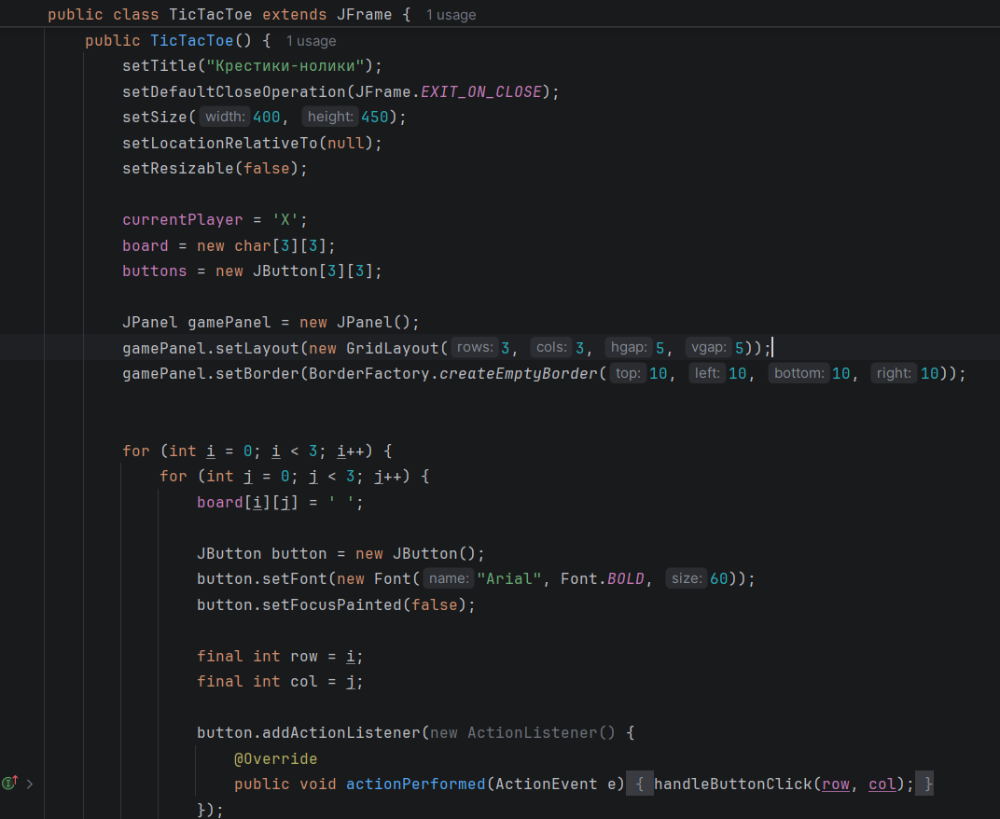 public class TicTacToe extends JFrame { 1 usage
public TicTacToe() { 1 usage
setTitle("Крестики-нолики");
setDefaultCloseOperation(JFrame.EXIT_ON_CLOSE);
setSize( width: 400, height: 450);
setLocationRelativeTo(null);
setResizable(false);
currentPlayer = 'X';
board = new char[3][3];
buttons = new JButton[3][3];
JPanel gamePanel = new JPanel();
gamePanel.setLayout(new GridLayout( rows: 3, cols: 3, hgap: 5, vgap: 5));
gamePanel.setBorder(BorderFactory.createEmptyBorder( top: 10, left: 10, bottom: 10, right: 10));
for (int i = 0; i < 3; i++) {
for (int j = 0; j < 3; j++) {
board[i][j] = ' ';
JButton button = new JButton();
button.setFont(new Font( name: "Arial", Font.BOLD, size: 60));
button.setFocusPainted(false);
final int row = i;
final int col = j;
button.addActionListener(new ActionListener() {
@Override
public void actionPerformed(ActionEvent e) { handleButtonClick(row, col); }
});